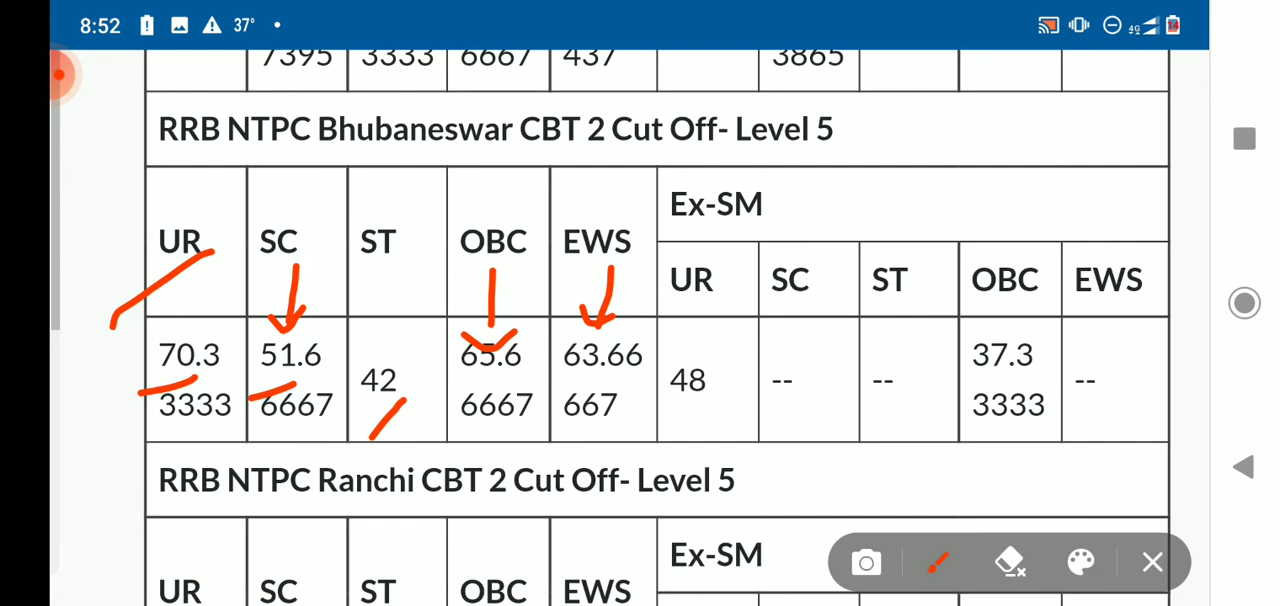 8:52 37°
4G 14
7395 3333 6667 437 3865
RRB NTPC Bhubaneswar CBT 2 Cut Off- Level 5
UR SC ST OBC EWS Ex-SM
UR SC ST OBC EWS
70.3 51.6 42 65.6 63.66 48 -- -- 37.3 --
3333 6667 6667 667 3333
RRB NTPC Ranchi CBT 2 Cut Off- Level 5
UR SC ST OBC EWS Ex-SM